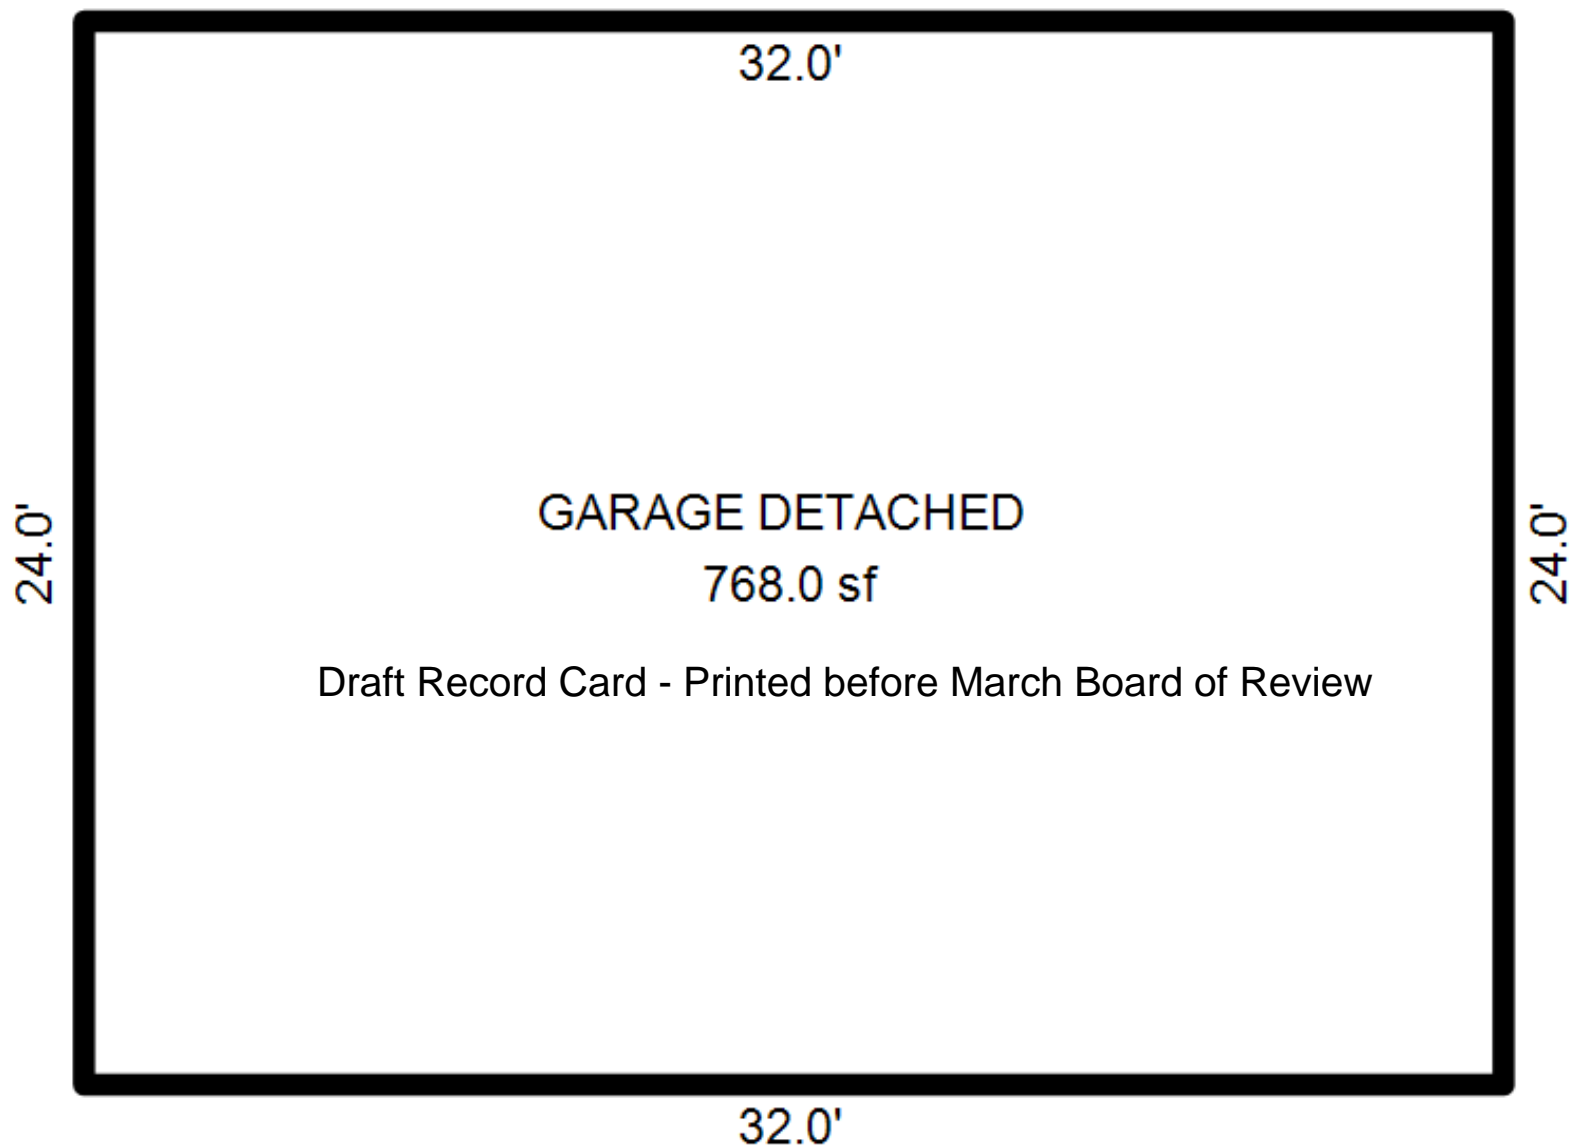 32.0'
24.0'
24.0'
GARAGE DETACHED
768.0 sf
Draft Record Card - Printed before March Board of Review
32.0'